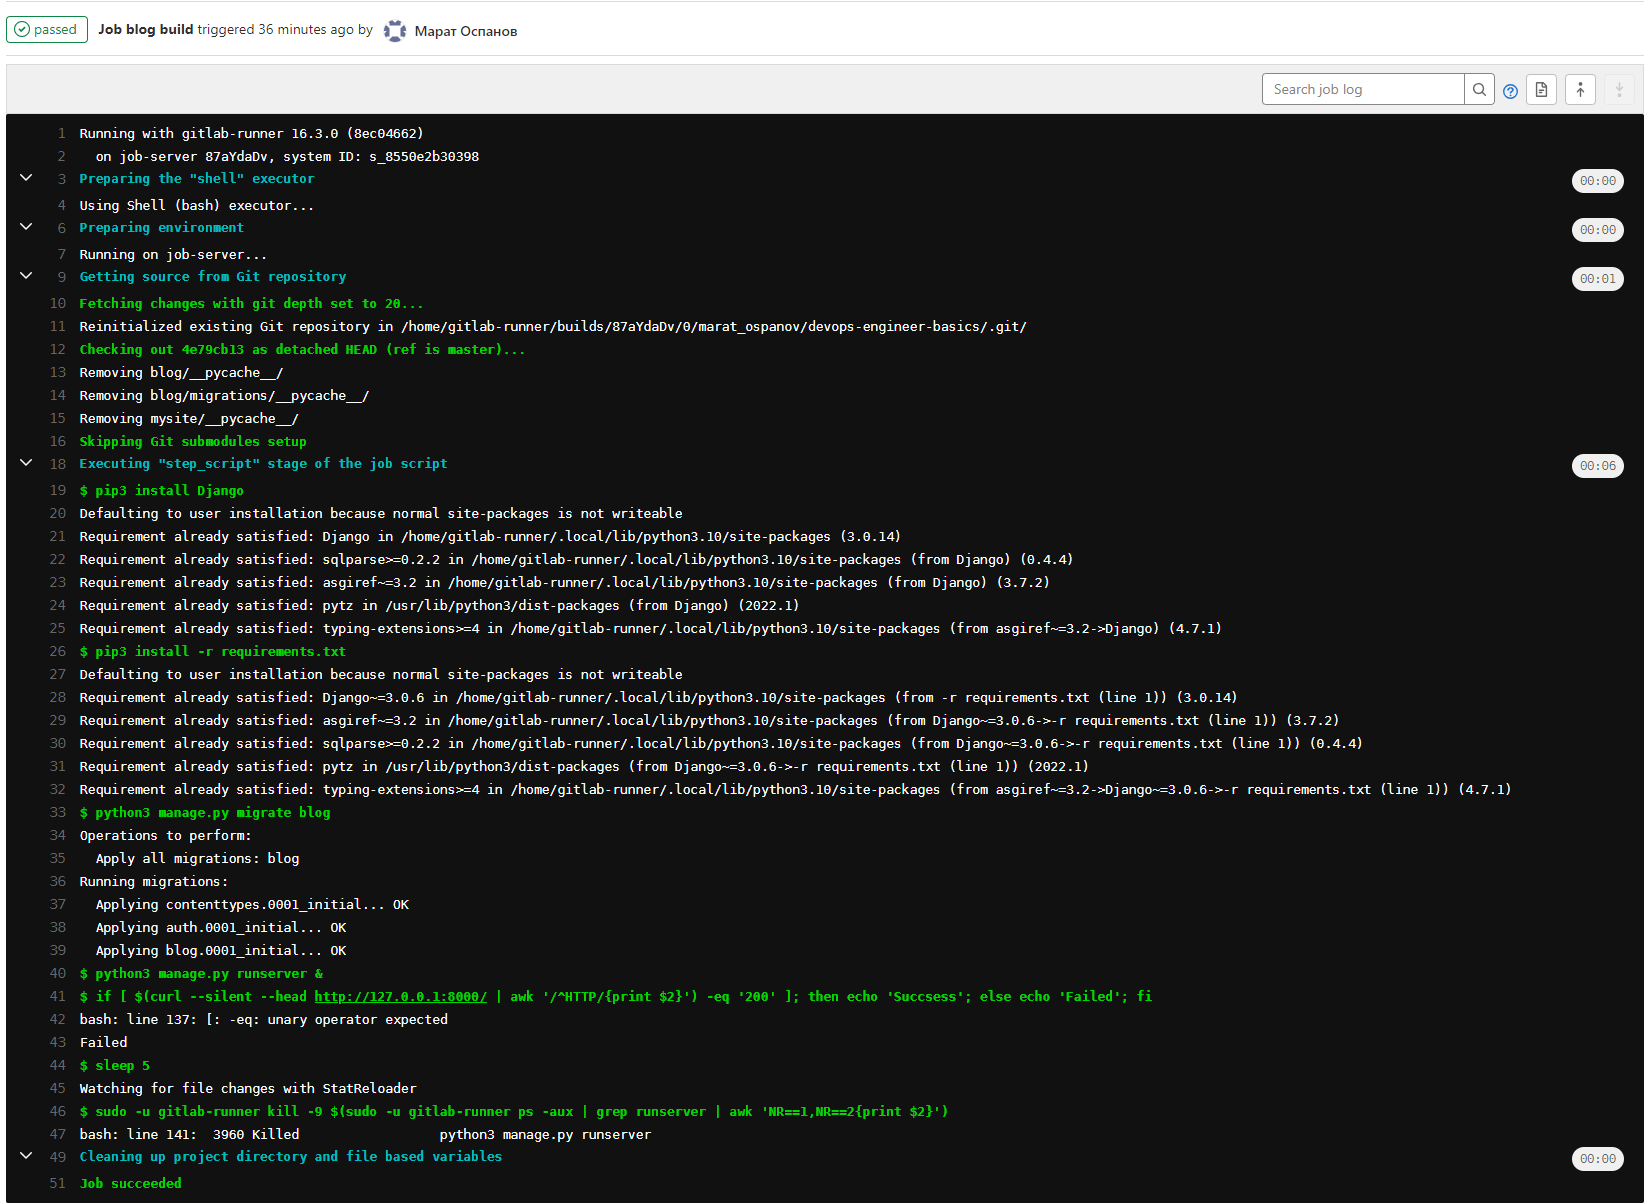 passed Job blog build triggered 36 minutes ago by Марат Оспанов
Search job log
1 Running with gitlab-runner 16.3.0 (8ec04662)
2 on job-server 87aYdaDv, system ID: s_8550e2b30398
3 Preparing the "shell" executor 00:00
4 Using Shell (bash) executor...
6 Preparing environment 00:00
7 Running on job-server...
9 Getting source from Git repository 00:01
10 Fetching changes with git depth set to 20...
11 Reinitialized existing Git repository in /home/gitlab-runner/builds/87aYdaDv/0/marat_ospanov/devops-engineer-basics/.git/
12 Checking out 4e79cb13 as detached HEAD (ref is master)...
13 Removing blog/__pycache__/
14 Removing blog/migrations/__pycache__/
15 Removing mysite/__pycache__/
16 Skipping Git submodules setup
18 Executing "step_script" stage of the job script 00:06
19 $ pip3 install Django
20 Defaulting to user installation because normal site-packages is not writeable
21 Requirement already satisfied: Django in /home/gitlab-runner/.local/lib/python3.10/site-packages (3.0.14)
22 Requirement already satisfied: sqlparse>=0.2.2 in /home/gitlab-runner/.local/lib/python3.10/site-packages (from Django) (0.4.4)
23 Requirement already satisfied: asgiref~=3.2 in /home/gitlab-runner/.local/lib/python3.10/site-packages (from Django) (3.7.2)
24 Requirement already satisfied: pytz in /usr/lib/python3/dist-packages (from Django) (2022.1)
25 Requirement already satisfied: typing-extensions>=4 in /home/gitlab-runner/.local/lib/python3.10/site-packages (from asgiref~=3.2->Django) (4.7.1)
26 $ pip3 install -r requirements.txt
27 Defaulting to user installation because normal site-packages is not writeable
28 Requirement already satisfied: Django~=3.0.6 in /home/gitlab-runner/.local/lib/python3.10/site-packages (from -r requirements.txt (line 1)) (3.0.14)
29 Requirement already satisfied: asgiref~=3.2 in /home/gitlab-runner/.local/lib/python3.10/site-packages (from Django~=3.0.6->-r requirements.txt (line 1)) (3.7.2)
30 Requirement already satisfied: sqlparse>=0.2.2 in /home/gitlab-runner/.local/lib/python3.10/site-packages (from Django~=3.0.6->-r requirements.txt (line 1)) (0.4.4)
31 Requirement already satisfied: pytz in /usr/lib/python3/dist-packages (from Django~=3.0.6->-r requirements.txt (line 1)) (2022.1)
32 Requirement already satisfied: typing-extensions>=4 in /home/gitlab-runner/.local/lib/python3.10/site-packages (from asgiref~=3.2->Django~=3.0.6->-r requirements.txt (line 1)) (4.7.1)
33 $ python3 manage.py migrate blog
34 Operations to perform:
35 Apply all migrations: blog
36 Running migrations:
37 Applying contenttypes.0001_initial... OK
38 Applying auth.0001_initial... OK
39 Applying blog.0001_initial... OK
40 $ python3 manage.py runserver &
41 $ if [ $(curl --silent --head http://127.0.0.1:8000/ | awk '/^HTTP/{print $2}') -eq '200' ]; then echo 'Succsess'; else echo 'Failed'; fi
42 bash: line 137: [: -eq: unary operator expected
43 Failed
44 $ sleep 5
45 Watching for file changes with StatReloader
46 $ sudo -u gitlab-runner kill -9 $(sudo -u gitlab-runner ps -aux | grep runserver | awk 'NR==1,NR==2{print $2}')
47 bash: line 141: 3960 Killed python3 manage.py runserver
49 Cleaning up project directory and file based variables 00:00
51 Job succeeded